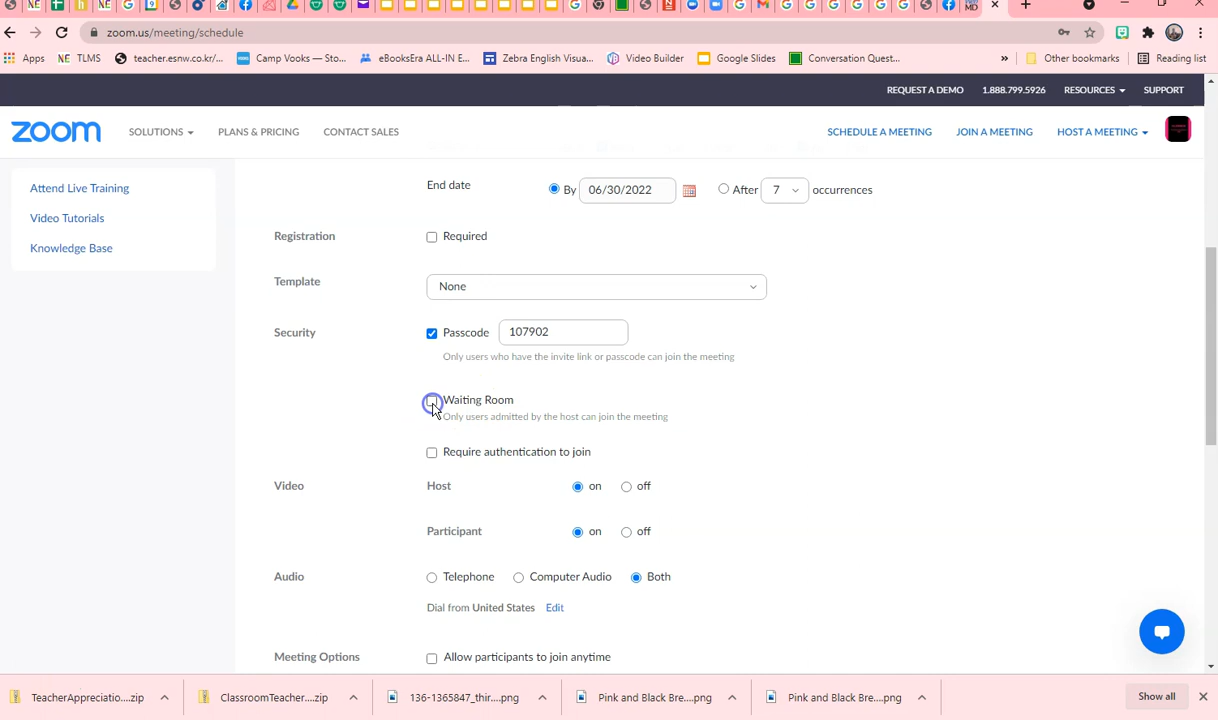 zoom.us/meeting/schedule
Apps
TLMS
teacher.esnw.co.kr/...
Camp Vooks — Sto...
eBooksEra ALL-IN E...
Zebra English Visua...
Video Builder
Google Slides
Conversation Quest...
»
Other bookmarks
Reading list
REQUEST A DEMO
1.888.799.5926
RESOURCES
SUPPORT
zoom
SOLUTIONS
PLANS & PRICING
CONTACT SALES
SCHEDULE A MEETING
JOIN A MEETING
HOST A MEETING
Attend Live Training
Video Tutorials
Knowledge Base
End date
By 06/30/2022
After 7 occurrences
Registration
Required
Template
None
Security
Passcode 107902
Only users who have the invite link or passcode can join the meeting
Waiting Room
Only users admitted by the host can join the meeting
Require authentication to join
Video
Host on off
Participant on off
Audio
Telephone Computer Audio Both
Dial from United States Edit
Meeting Options
Allow participants to join anytime
TeacherAppreciatio....zip
ClassroomTeacher....zip
136-1365847_thir....png
Pink and Black Bre....png
Pink and Black Bre....png
Show all